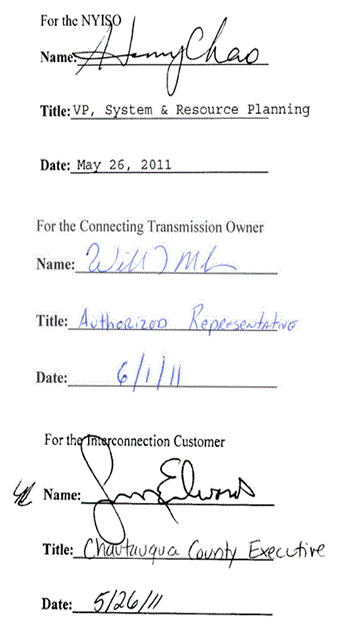 For the NYISO
Name: Henry Chao
Title: VP, System & Resource Planning
Date: May 26, 2011
For the Connecting Transmission Owner
Name:
Title: Authorized Representative
Date: 6/1/11
For the Interconnection Customer
Name: Edwards
Title: Chautauqua County Executive
Date: 5/26/11